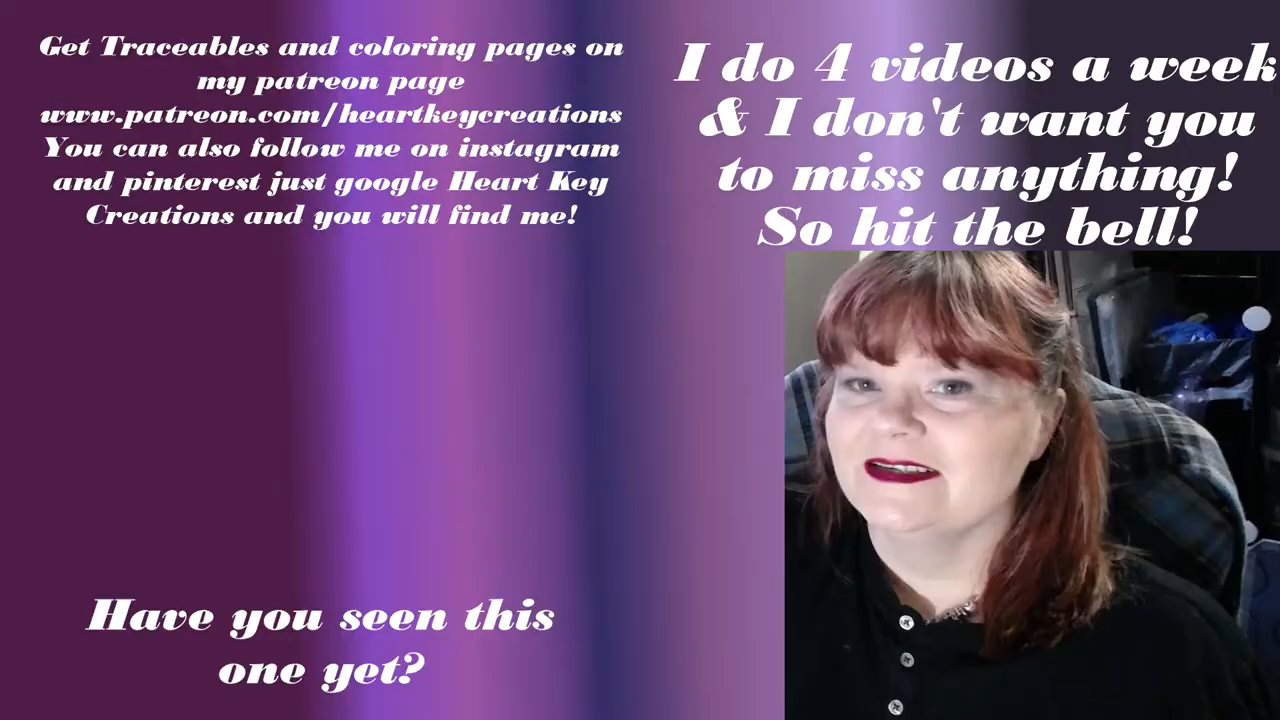 Get Traceables and coloring pages on
my patreon page
www.patreon.com/heartkeycreations
You can also follow me on instagram
and pinterest just google Heart Key
Creations and you will find me!
I do 4 videos a week
& I don't want you
to miss anything!
So hit the bell!
Have you seen this
one yet?